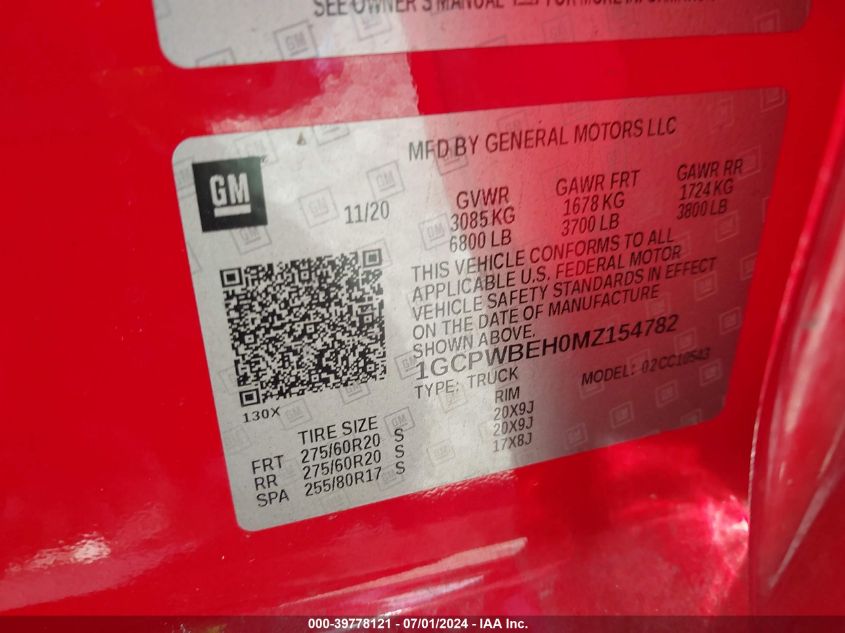 SEE OWNER'S MANUAL FOR MORE INFORMATION
GM
MFD BY GENERAL MOTORS LLC
11/20
GVWR GAWR FRT GAWR RR
3085 KG 1678 KG 1724 KG
6800 LB 3700 LB 3800 LB
THIS VEHICLE CONFORMS TO ALL
APPLICABLE U.S. FEDERAL MOTOR
VEHICLE SAFETY STANDARDS IN EFFECT
ON THE DATE OF MANUFACTURE
SHOWN ABOVE.
1GCPWBEH0MZ154782
TYPE: TRUCK MODEL: 02CC10543
130X
TIRE SIZE RIM
FRT 275/60R20 S 20X9J
RR 275/60R20 S 20X9J
SPA 255/80R17 S 17X8J
000-39778121 - 07/01/2024 - IAA Inc.